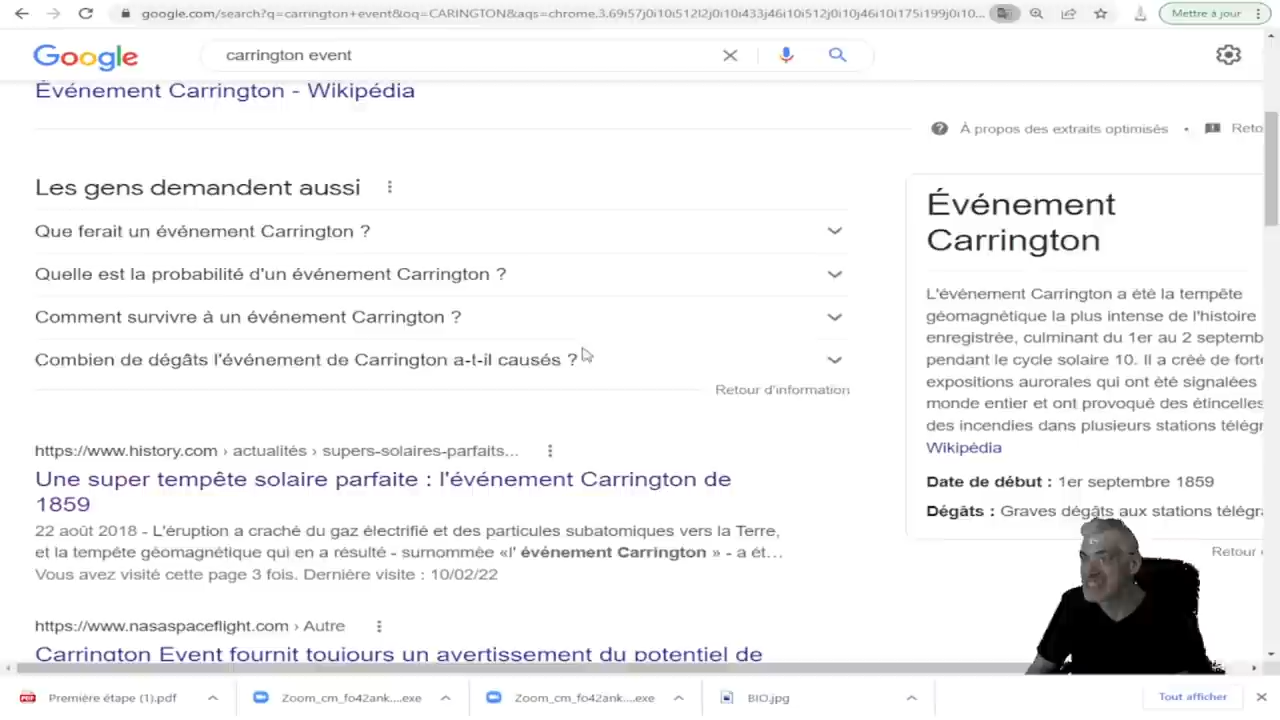 google.com/search?q=carrington+event&oq=CARINGTON&aqs=chrome.3.69i57j0i10i512l2j0i10i433j46i10i512j0i10j46i10i175i199j0i10...
Mettre à jour
Google
carrington event
Événement Carrington - Wikipédia
À propos des extraits optimisés
Reto
Les gens demandent aussi
Que ferait un événement Carrington ?
Quelle est la probabilité d'un événement Carrington ?
Comment survivre à un événement Carrington ?
Combien de dégâts l'événement de Carrington a-t-il causés ?
Retour d'information
https://www.history.com › actualités › supers-solaires-parfaits...
Une super tempête solaire parfaite : l'événement Carrington de
1859
22 août 2018 - L'éruption a craché du gaz électrifié et des particules subatomiques vers la Terre,
et la tempête géomagnétique qui en a résulté - surnommée «l' événement Carrington » - a ét...
Vous avez visité cette page 3 fois. Dernière visite : 10/02/22
https://www.nasaspaceflight.com › Autre
Carrington Event fournit toujours un avertissement du potentiel de
Événement
Carrington
L'événement Carrington a été la tempête
géomagnétique la plus intense de l'histoire
enregistrée, culminant du 1er au 2 septemb
pendant le cycle solaire 10. Il a créé de forte
expositions aurorales qui ont été signalées
monde entier et ont provoqué des étincelles
des incendies dans plusieurs stations télégr
Wikipédia
Date de début : 1er septembre 1859
Dégâts : Graves dégâts aux stations télégra
Retour
Première étape (1).pdf
Zoom_cm_fo42ank....exe
Zoom_cm_fo42ank....exe
BIO.jpg
Tout afficher